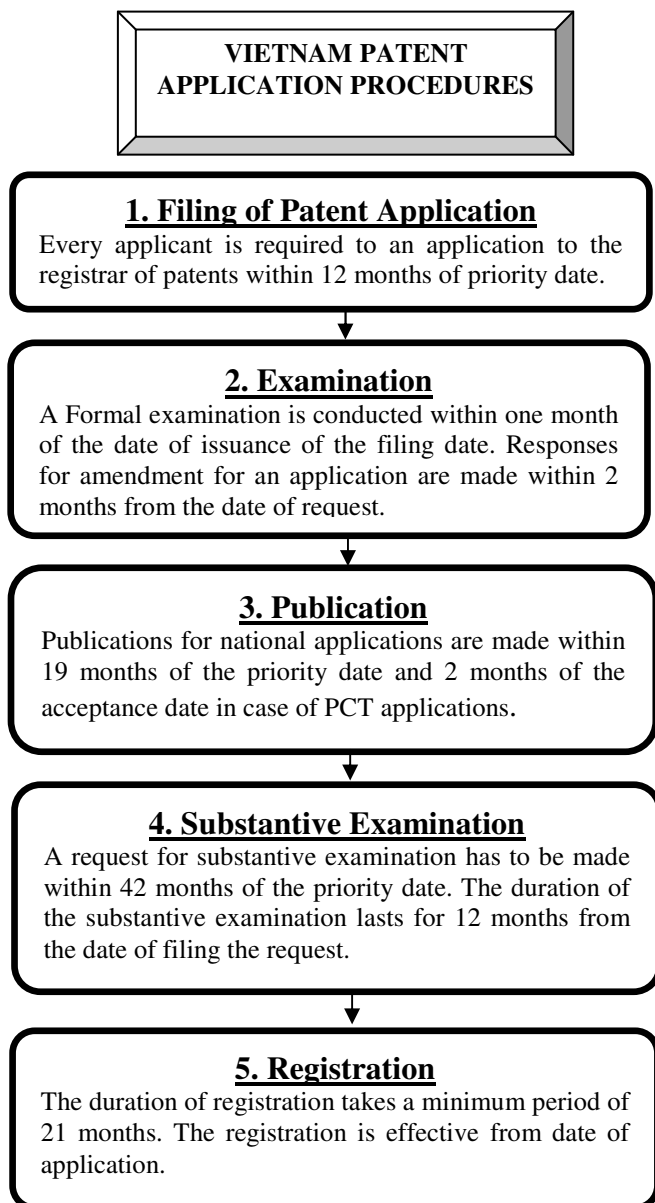 VIETNAM PATENT
APPLICATION PROCEDURES
1. Filing of Patent Application
Every applicant is required to an application to the
registrar of patents within 12 months of priority date.
2. Examination
A Formal examination is conducted within one month
of the date of issuance of the filing date. Responses
for amendment for an application are made within 2
months from the date of request.
3. Publication
Publications for national applications are made within
19 months of the priority date and 2 months of the
acceptance date in case of PCT applications.
4. Substantive Examination
A request for substantive examination has to be made
within 42 months of the priority date. The duration of
the substantive examination lasts for 12 months from
the date of filing the request.
5. Registration
The duration of registration takes a minimum period of
21 months. The registration is effective from date of
application.